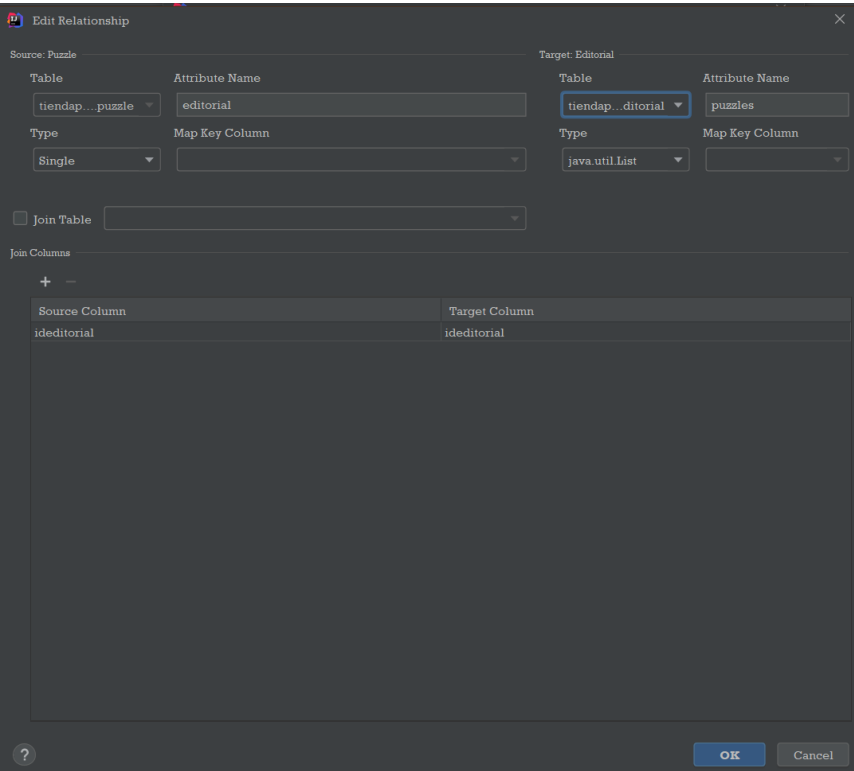 Edit Relationship
Source: Puzzle
Target: Editorial
Table Attribute Name
Table Attribute Name
tiendap....puzzle editorial
tiendap...ditorial puzzles
Type Map Key Column
Type Map Key Column
Single
java.util.List
Join Table
Join Columns
+ −
Source Column Target Column
ideditorial ideditorial
? OK Cancel